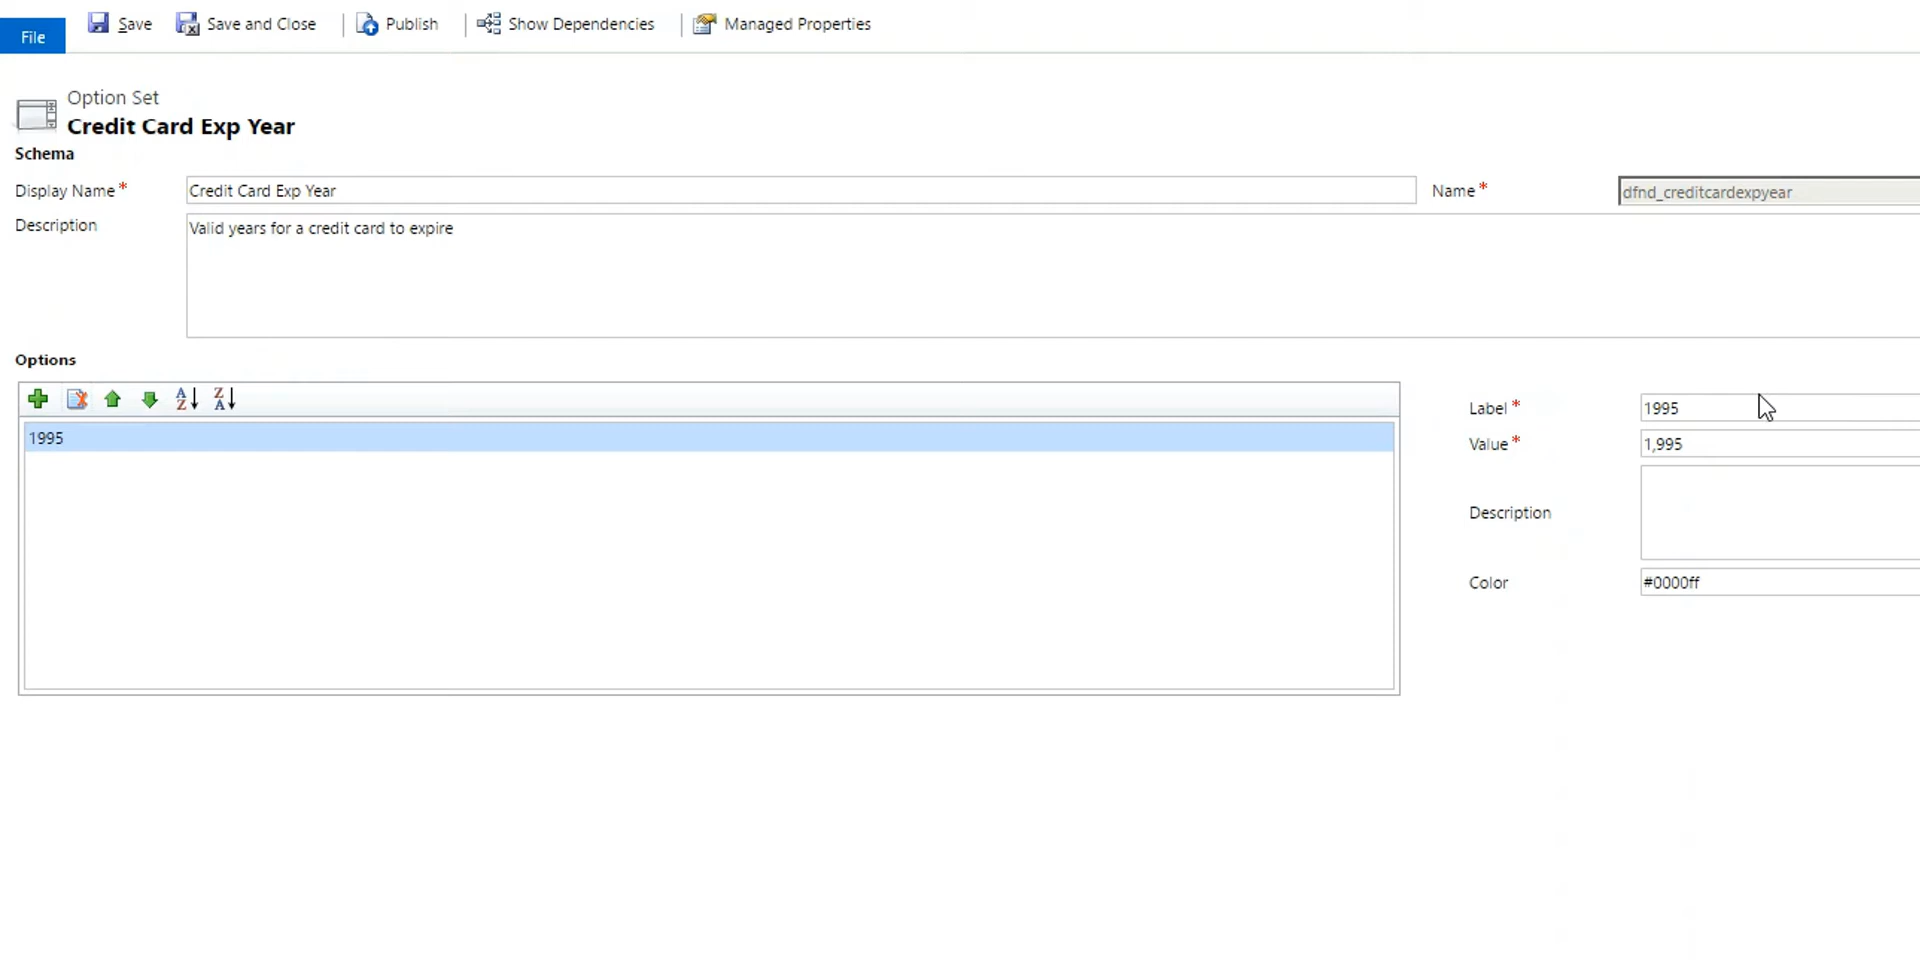 File
Save
Save and Close
Publish
Show Dependencies
Managed Properties
Option Set
Credit Card Exp Year
Schema
Display Name *
Credit Card Exp Year
Name *
dfnd_creditcardexpyear
Description
Valid years for a credit card to expire
Options
A
Z
Z
A
1995
Label *
1995
Value *
1,995
Description
Color
#0000ff